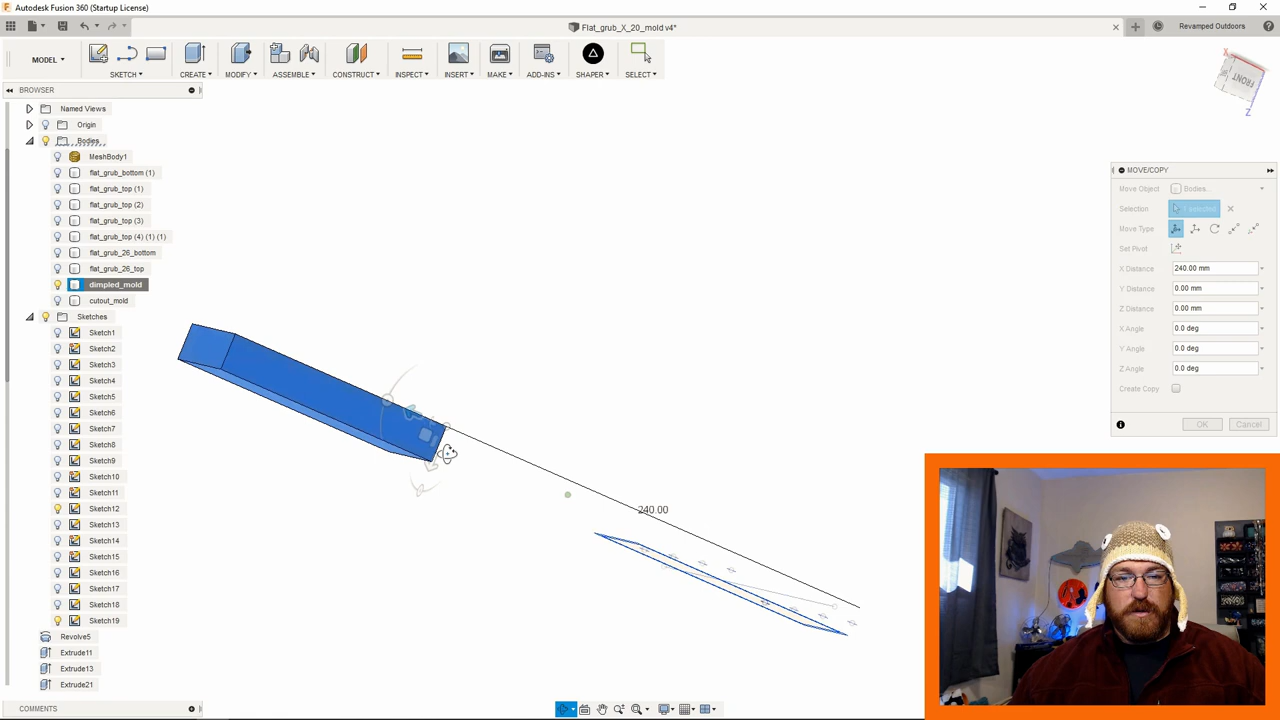 Autodesk Fusion 360 (Startup License)
Flat_grub_X_20_mold v4*
Revamped Outdoors
MODEL
SKETCH
CREATE
MODIFY
ASSEMBLE
CONSTRUCT
INSPECT
INSERT
MAKE
ADD-INS
SHAPER
SELECT
BROWSER
X
FRONT
Z
Named Views
Origin
Bodies
MeshBody1
flat_grub_bottom (1)
flat_grub_top (1)
flat_grub_top (2)
flat_grub_top (3)
flat_grub_top (4) (1) (1)
flat_grub_26_bottom
flat_grub_26_top
dimpled_mold
cutout_mold
Sketches
Sketch1
Sketch2
Sketch3
Sketch4
Sketch5
Sketch6
Sketch7
Sketch8
Sketch9
Sketch10
Sketch11
Sketch12
Sketch13
Sketch14
Sketch15
Sketch16
Sketch17
Sketch18
Sketch19
Revolve5
Extrude11
Extrude13
Extrude21
COMMENTS
240.00
MOVE/COPY
Move Object Bodies...
Selection 1 selected
Move Type
Set Pivot
X Distance 240.00 mm
Y Distance 0.00 mm
Z Distance 0.00 mm
X Angle 0.0 deg
Y Angle 0.0 deg
Z Angle 0.0 deg
Create Copy
OK Cancel